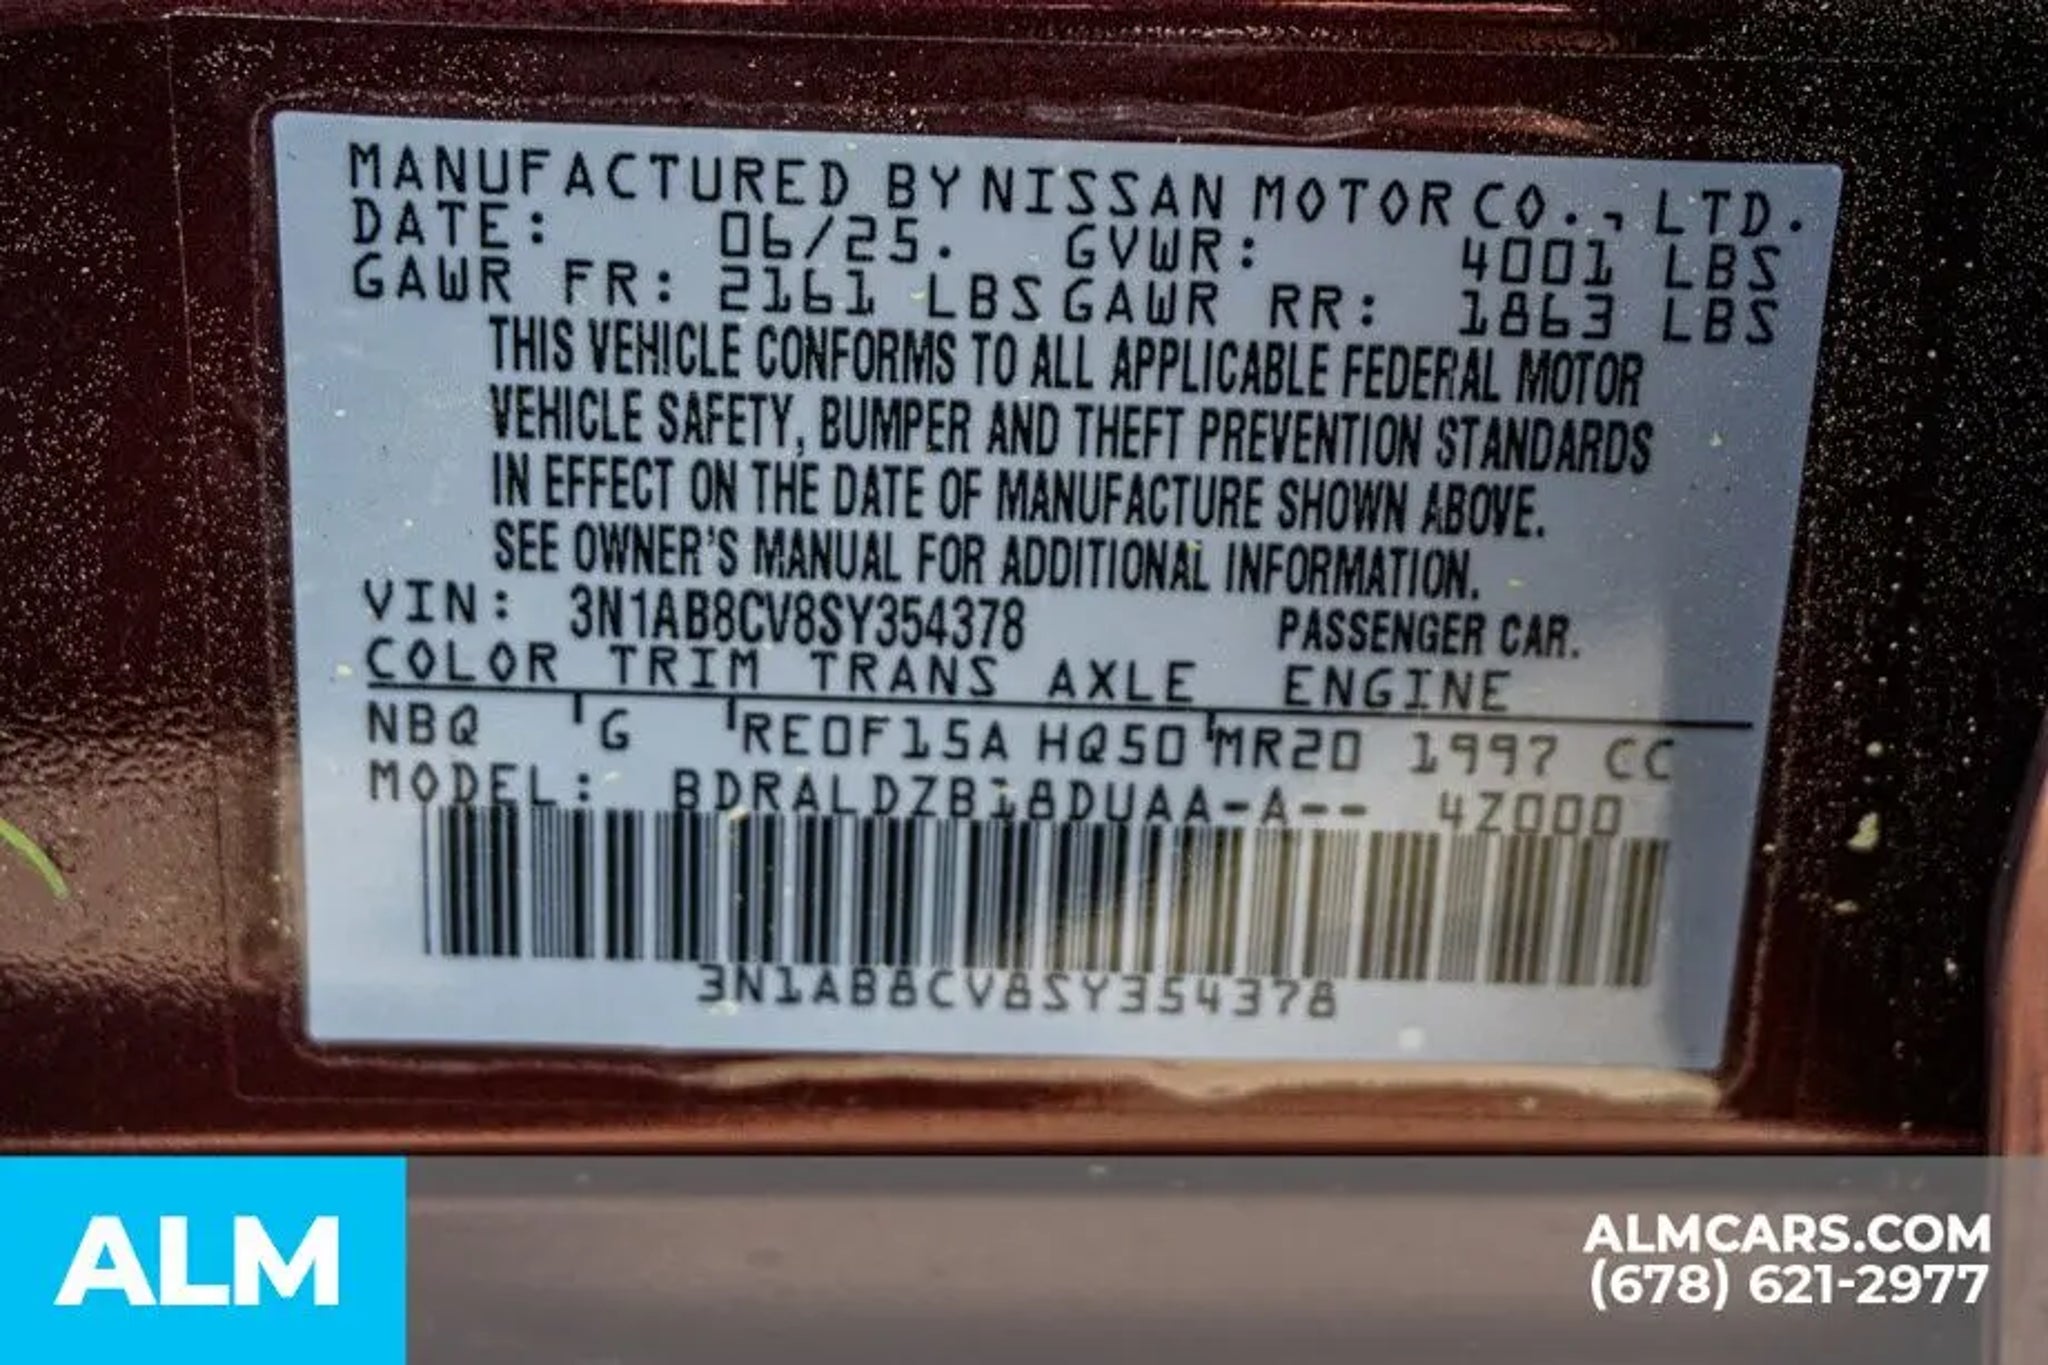 MANUFACTURED BY NISSAN MOTOR CO., LTD.
DATE: 06/25. GVWR: 4001 LBS
GAWR FR: 2161 LBS GAWR RR: 1863 LBS
THIS VEHICLE CONFORMS TO ALL APPLICABLE FEDERAL MOTOR
VEHICLE SAFETY, BUMPER AND THEFT PREVENTION STANDARDS
IN EFFECT ON THE DATE OF MANUFACTURE SHOWN ABOVE.
SEE OWNER'S MANUAL FOR ADDITIONAL INFORMATION.
VIN: 3N1AB8CV8SY354378 PASSENGER CAR.
COLOR TRIM TRANS AXLE ENGINE
NBQ G RE0F15A HQ50 MR20 1997 CC
MODEL: BDRALDZB18DUAA-A-- 4Z000
3N1AB8CV8SY354378
ALM
ALMCARS.COM
(678) 621-2977